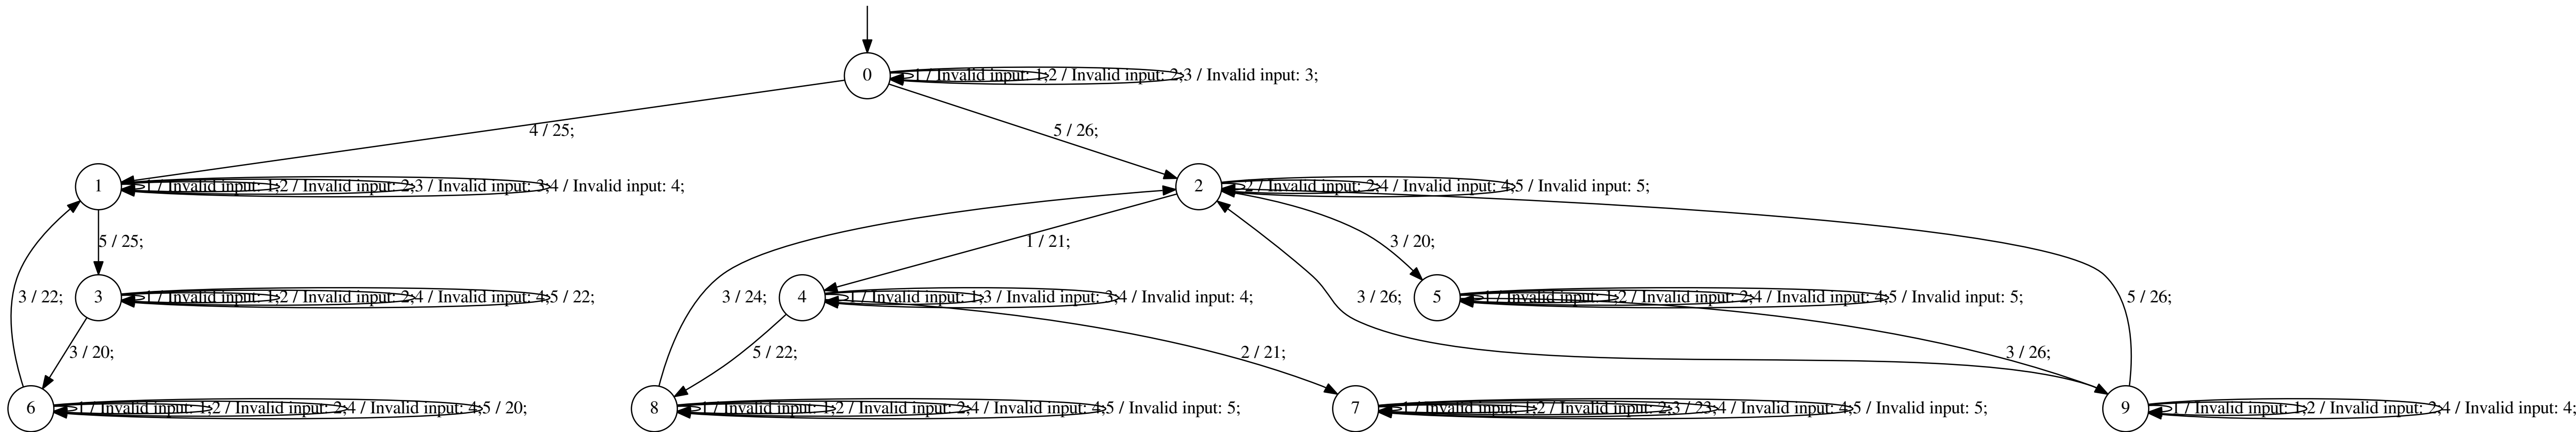 0
1 / Invalid input: 1;
2 / Invalid input: 2;
3 / Invalid input: 3;
4 / 25;
5 / 26;
1
1 / Invalid input: 1;
2 / Invalid input: 2;
3 / Invalid input: 3;
4 / Invalid input: 4;
2
2 / Invalid input: 2;
4 / Invalid input: 4;
5 / Invalid input: 5;
5 / 25;
1 / 21;
3 / 20;
3 / 22;
3
1 / Invalid input: 1;
2 / Invalid input: 2;
4 / Invalid input: 4;
5 / 22;
3 / 24;
4
1 / Invalid input: 1;
3 / Invalid input: 3;
4 / Invalid input: 4;
3 / 26;
5
1 / Invalid input: 1;
2 / Invalid input: 2;
4 / Invalid input: 4;
5 / Invalid input: 5;
5 / 26;
3 / 20;
5 / 22;
2 / 21;
3 / 26;
6
1 / Invalid input: 1;
2 / Invalid input: 2;
4 / Invalid input: 4;
5 / 20;
8
1 / Invalid input: 1;
2 / Invalid input: 2;
4 / Invalid input: 4;
5 / Invalid input: 5;
7
1 / Invalid input: 1;
2 / Invalid input: 2;
3 / 23;
4 / Invalid input: 4;
5 / Invalid input: 5;
9
1 / Invalid input: 1;
2 / Invalid input: 2;
4 / Invalid input: 4;